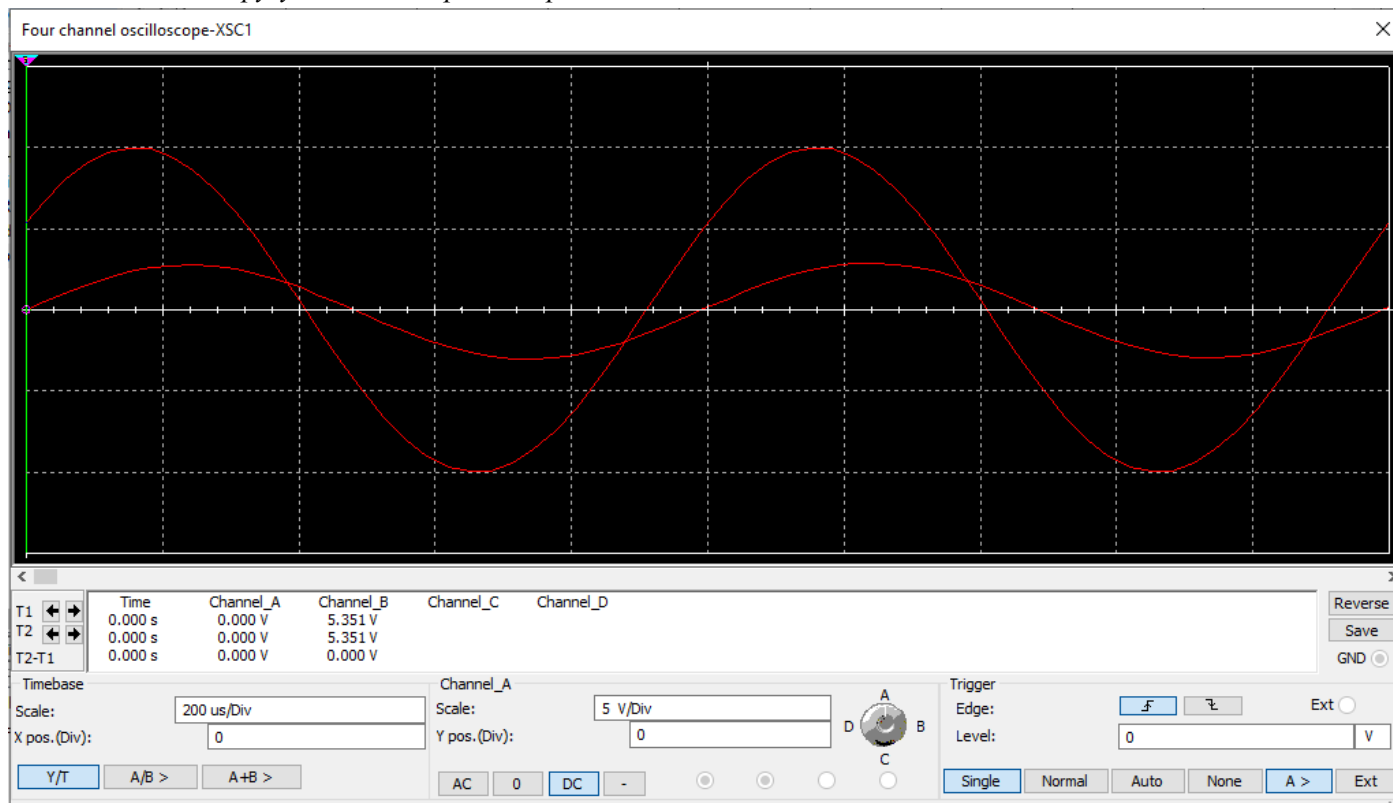 Four channel oscilloscope-XSC1
Time Channel_A Channel_B Channel_C Channel_D
T1 0.000 s 0.000 V 5.351 V
T2 0.000 s 0.000 V 5.351 V
T2-T1 0.000 s 0.000 V 0.000 V
Reverse
Save
GND
Timebase
Scale: 200 us/Div
X pos.(Div): 0
Y/T A/B > A+B >
Channel_A
Scale: 5 V/Div
Y pos.(Div): 0
AC 0 DC -
A
D B
C
Trigger
Edge: Ext
Level: 0 V
Single Normal Auto None A > Ext